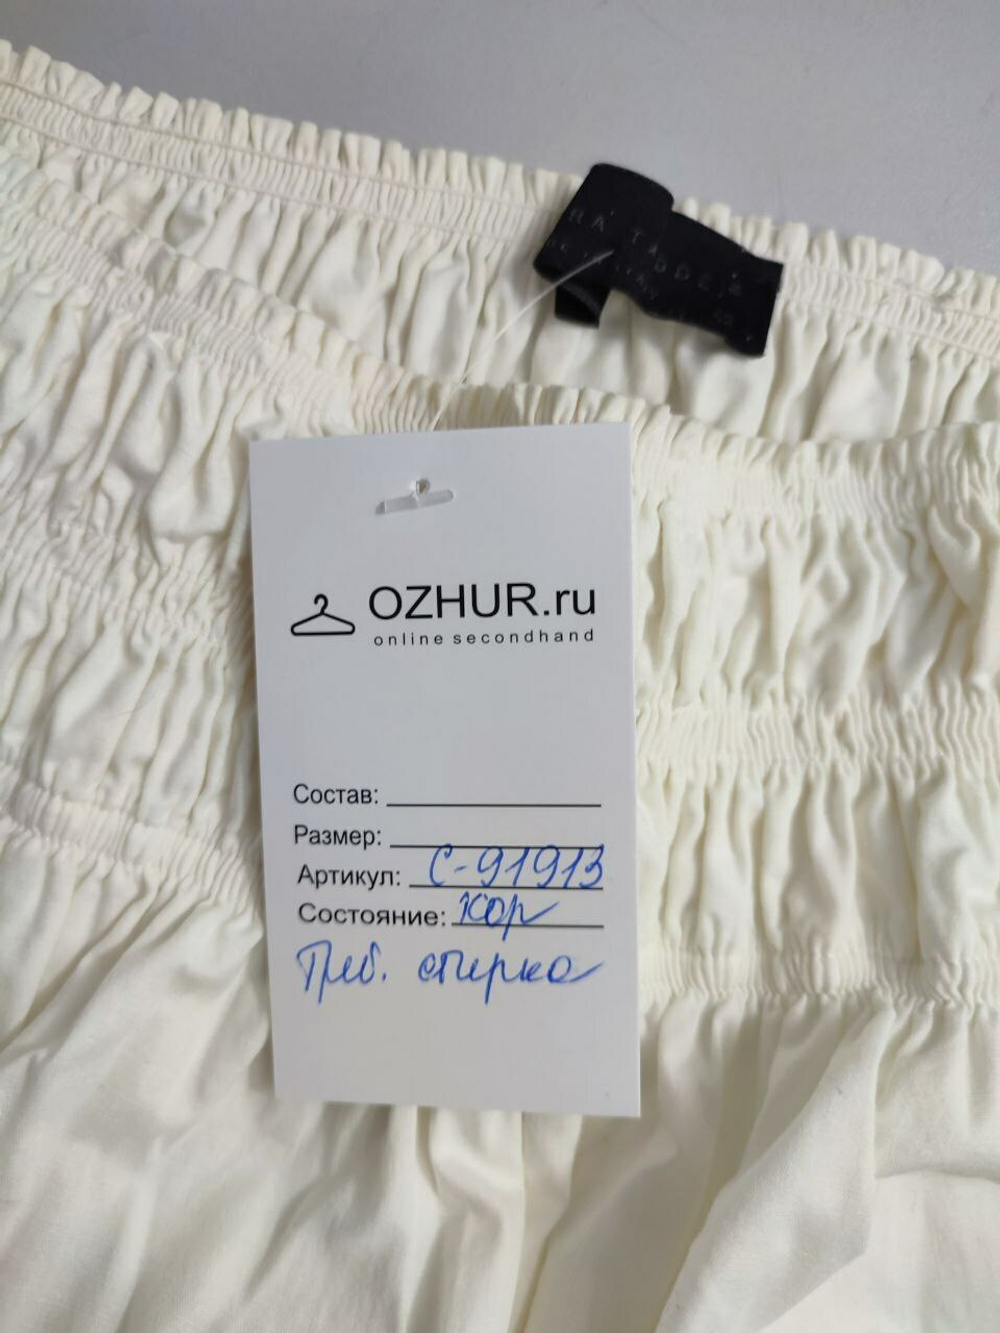 OZHUR.ru
online secondhand
Состав:
Размер:
Артикул: С-91913
Состояние: хор
Треб. стирка